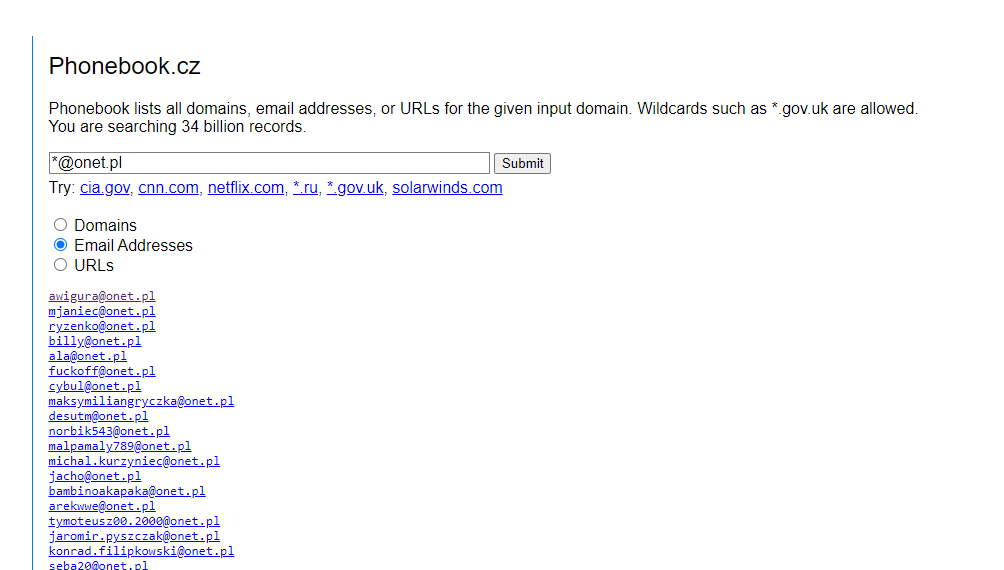 Phonebook.cz
Phonebook lists all domains, email addresses, or URLs for the given input domain. Wildcards such as *.gov.uk are allowed.
You are searching 34 billion records.
*@onet.pl Submit
Try: cia.gov, cnn.com, netflix.com, *.ru, *.gov.uk, solarwinds.com
Domains
Email Addresses
URLs
awigura@onet.pl
mjaniec@onet.pl
ryzenko@onet.pl
billy@onet.pl
ala@onet.pl
fuckoff@onet.pl
cybul@onet.pl
maksymiliangryczka@onet.pl
desutm@onet.pl
norbik543@onet.pl
malpamaly789@onet.pl
michal.kurzyniec@onet.pl
jacho@onet.pl
bambinoakapaka@onet.pl
arekwwe@onet.pl
tymoteusz00.2000@onet.pl
jaromir.pyszczak@onet.pl
konrad.filipkowski@onet.pl
seba20@onet.pl